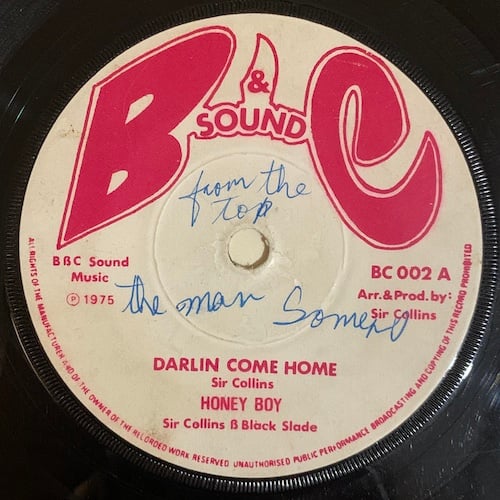 B & C
SOUND
from the
top
B ß C Sound
Music
Ⓟ 1975
BC 002 A
Arr.& Prod. by:
Sir Collins
the man
DARLIN COME HOME
Sir Collins
HONEY BOY
Sir Collins ß Black Slade
ALL RIGHTS OF THE MANUFACTURER AND OF THE OWNER OF THE RECORDED WORK RESERVED UNAUTHORISED PUBLIC PERFORMANCE BROADCASTING AND COPYING OF THIS RECORD PROHIBITED